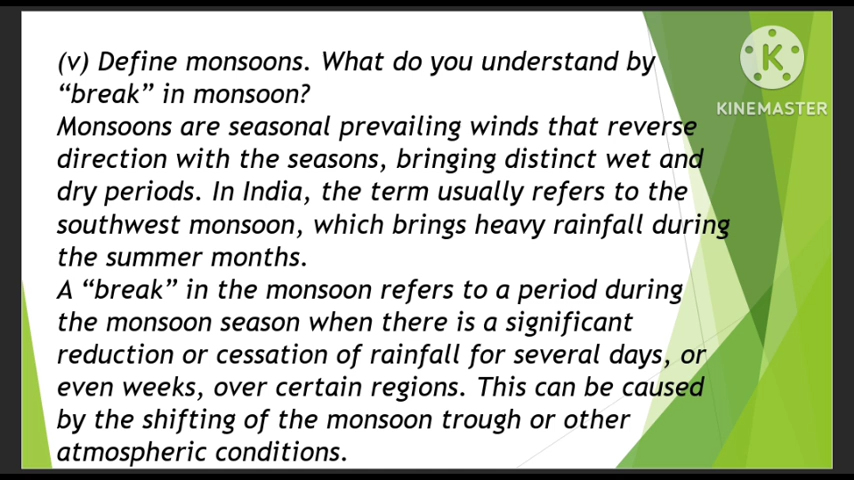 (v) Define monsoons. What do you understand by
“break” in monsoon?
Monsoons are seasonal prevailing winds that reverse
direction with the seasons, bringing distinct wet and
dry periods. In India, the term usually refers to the
southwest monsoon, which brings heavy rainfall during
the summer months.
A “break” in the monsoon refers to a period during
the monsoon season when there is a significant
reduction or cessation of rainfall for several days, or
even weeks, over certain regions. This can be caused
by the shifting of the monsoon trough or other
atmospheric conditions.
K
KINEMASTER